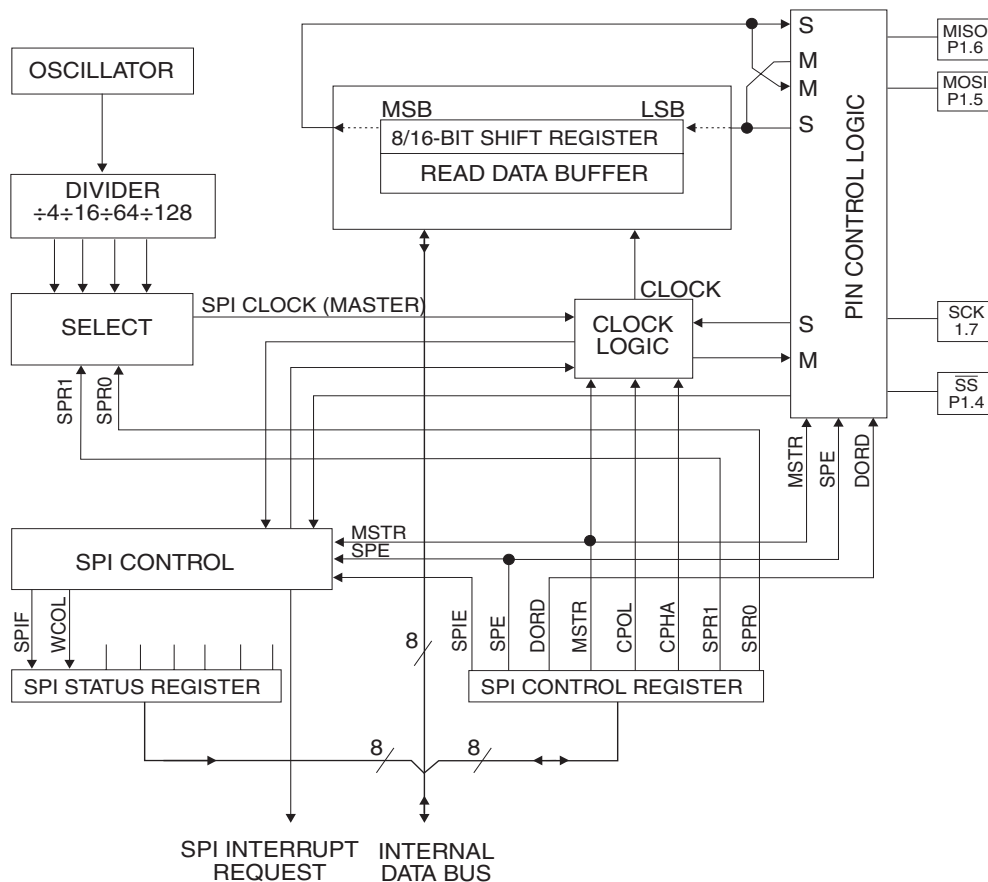 OSCILLATOR
DIVIDER
÷4÷16÷64÷128
SELECT
SPI CLOCK (MASTER)
SPR1
SPR0
MSB
LSB
8/16-BIT SHIFT REGISTER
READ DATA BUFFER
CLOCK
CLOCK
LOGIC
S
M
M
S
S
M
PIN CONTROL LOGIC
MISO
P1.6
MOSI
P1.5
SCK
1.7
SS
P1.4
MSTR
SPE
DORD
SPI CONTROL
MSTR
SPE
SPIF
WCOL
SPI STATUS REGISTER
8
SPIE
SPE
DORD
MSTR
CPOL
CPHA
SPR1
SPR0
SPI CONTROL REGISTER
8
8
SPI INTERRUPT
REQUEST
INTERNAL
DATA BUS